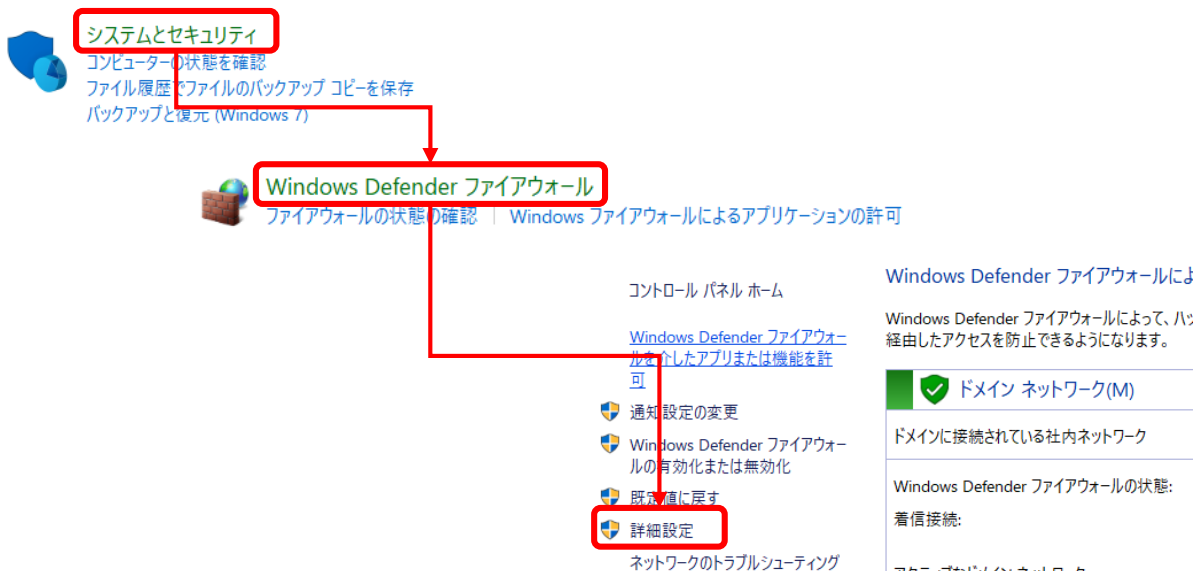 システムとセキュリティ
コンピューターの状態を確認
ファイル履歴でファイルのバックアップ コピーを保存
バックアップと復元 (Windows 7)
Windows Defender ファイアウォール
ファイアウォールの状態の確認
Windows ファイアウォールによるアプリケーションの許可
コントロール パネル ホーム
Windows Defender ファイアウォー
ルを介したアプリまたは機能を許
可
通知設定の変更
Windows Defender ファイアウォー
ルの有効化または無効化
既定値に戻す
詳細設定
ネットワークのトラブルシューティング
Windows Defender ファイアウォールによ
Windows Defender ファイアウォールによって、ハッ
経由したアクセスを防止できるようになります。
ドメイン ネットワーク(M)
ドメインに接続されている社内ネットワーク
Windows Defender ファイアウォールの状態:
着信接続: